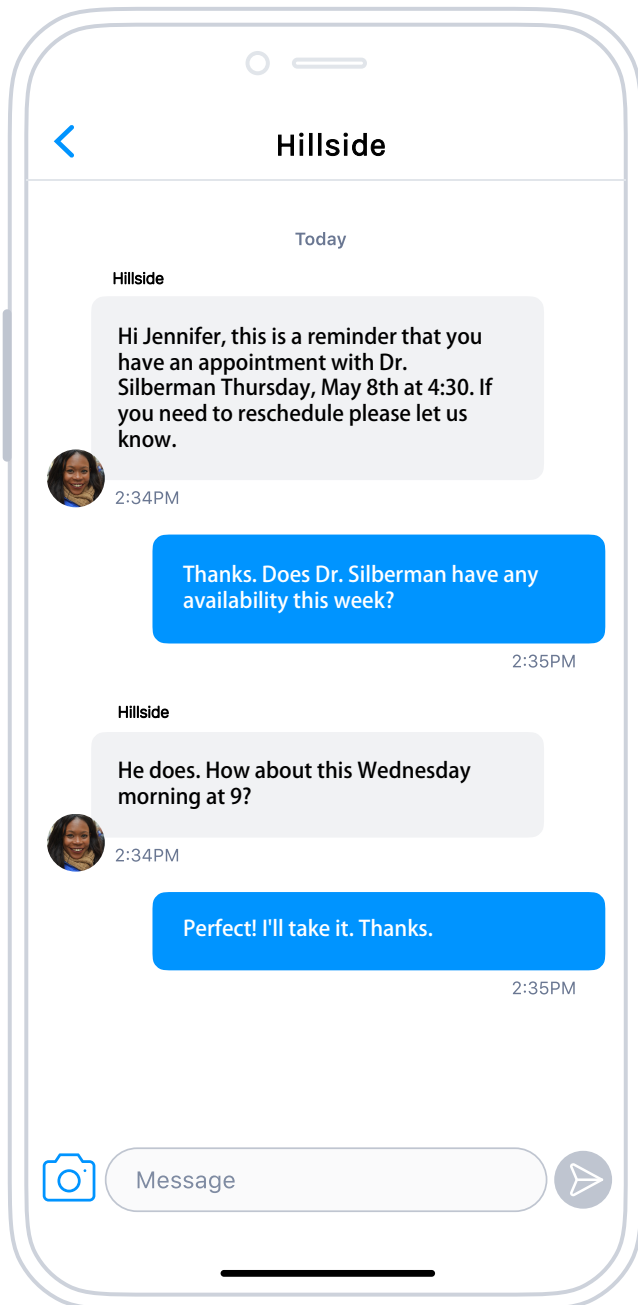 Hillside
Today
Hillside
Hi Jennifer, this is a reminder that you
have an appointment with Dr.
Silberman Thursday, May 8th at 4:30. If
you need to reschedule please let us
know.
2:34PM
Thanks. Does Dr. Silberman have any
availability this week?
2:35PM
Hillside
He does. How about this Wednesday
morning at 9?
2:34PM
Perfect! I'll take it. Thanks.
2:35PM
Message